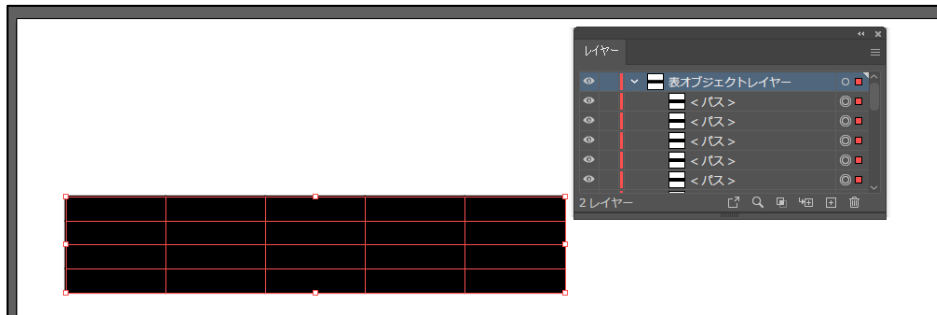 レイヤー
表オブジェクトレイヤー
< パス >
< パス >
< パス >
< パス >
< パス >
2 レイヤー